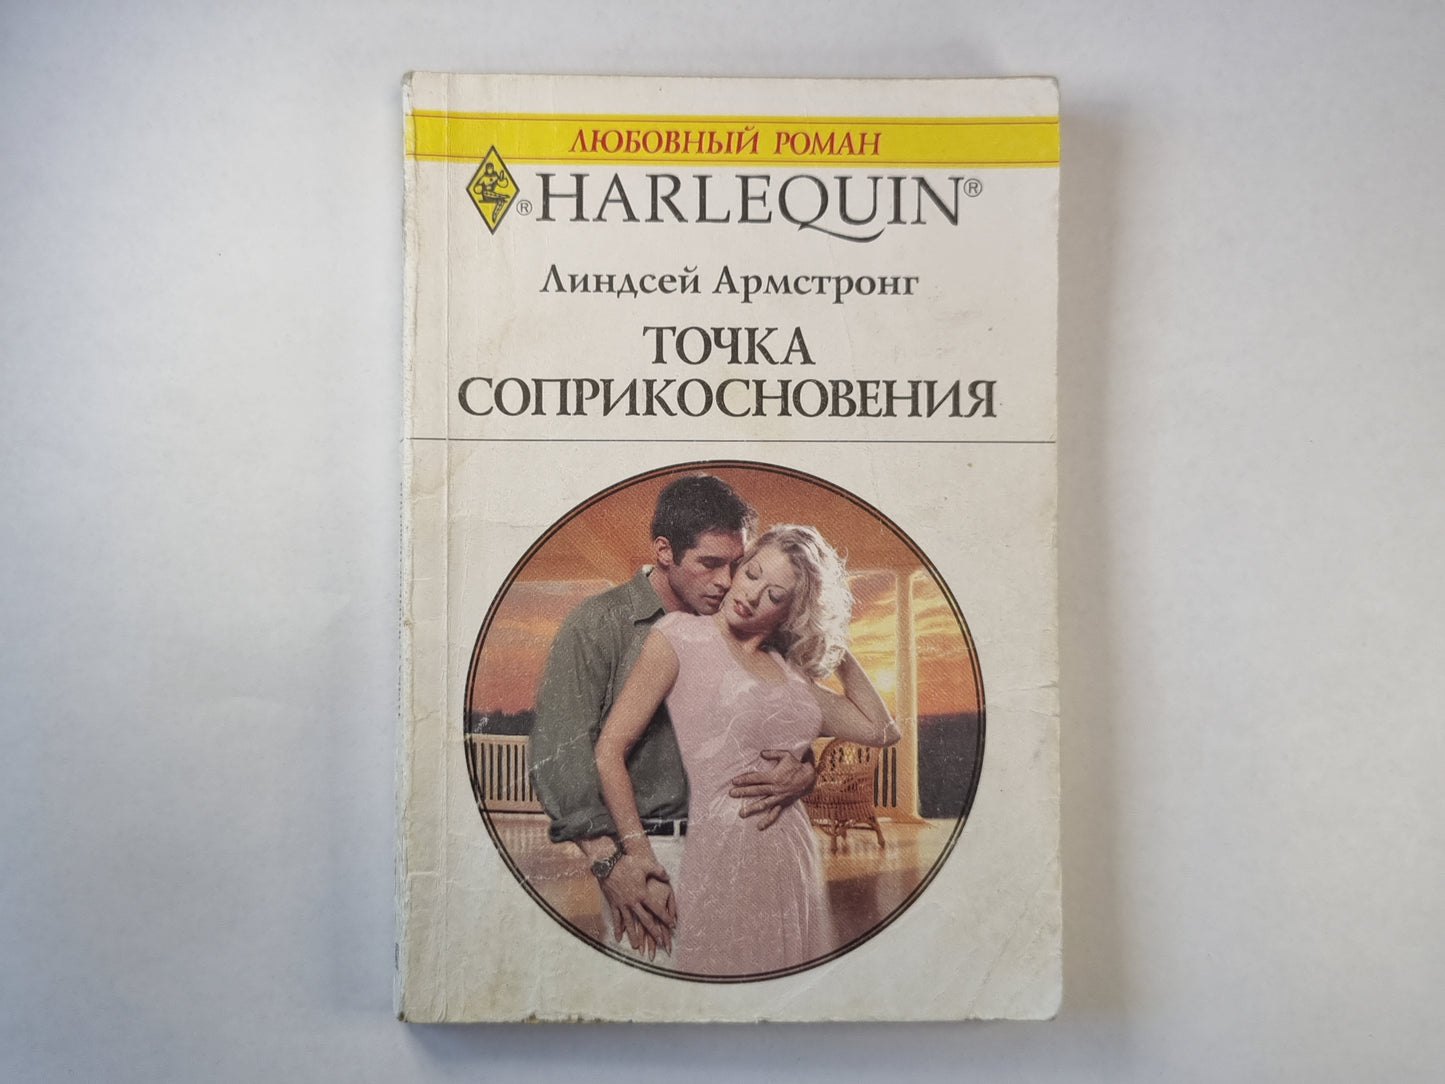 ЛЮБОВНЫЙ РОМАН
® HARLEQUIN®
Линдсей Армстронг
ТОЧКА
СОПРИКОСНОВЕНИЯ